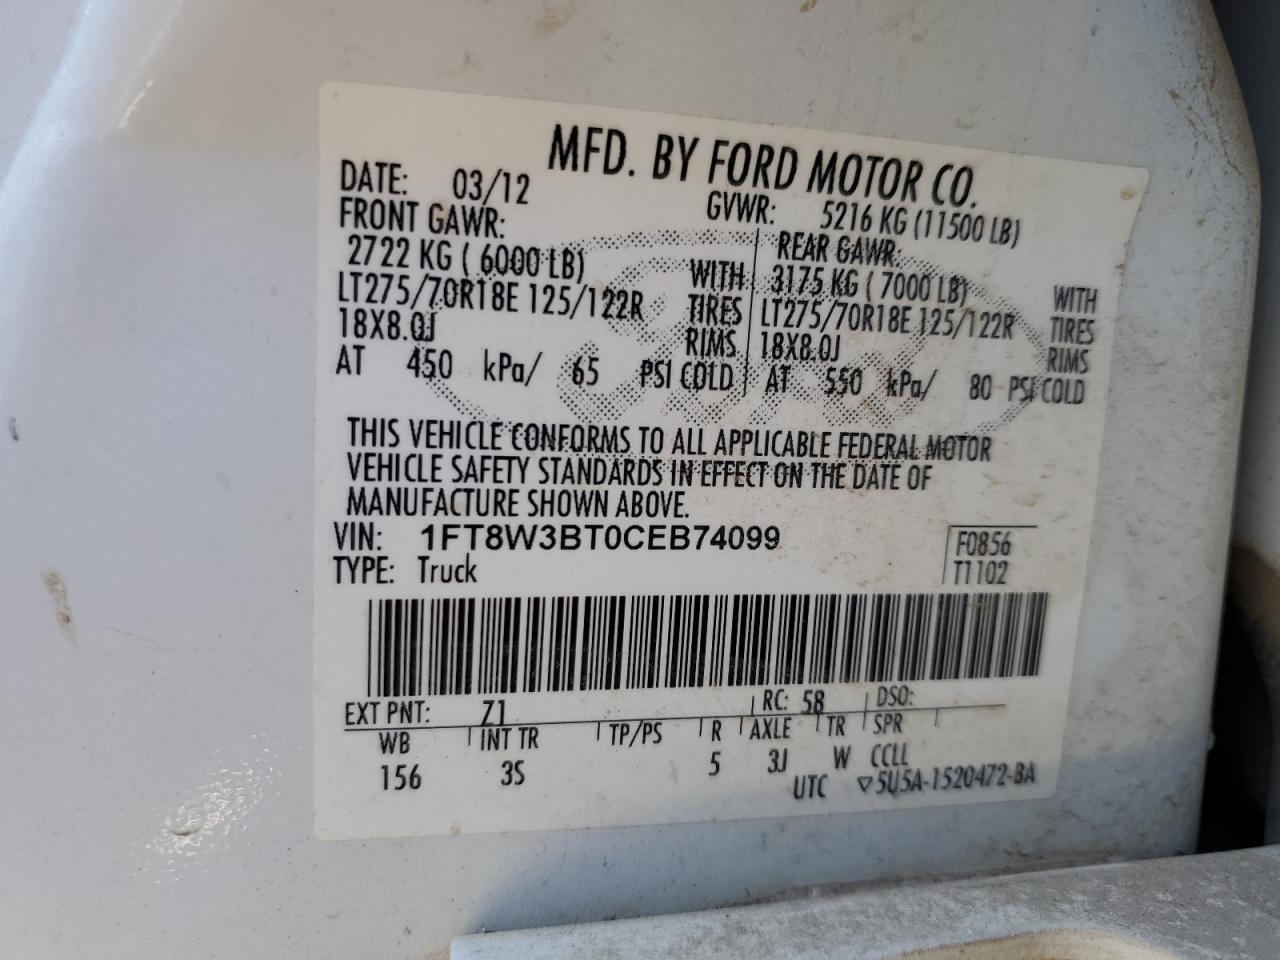 MFD. BY FORD MOTOR CO.
DATE: 03/12 GVWR: 5216 KG (11500 LB)
FRONT GAWR: REAR GAWR:
2722 KG ( 6000 LB) WITH 3175 KG ( 7000 LB) WITH
LT275/70R18E 125/122R TIRES LT275/70R18E 125/122R TIRES
18X8.0J RIMS 18X8.0J RIMS
AT 450 kPa/ 65 PSI COLD AT 550 kPa/ 80 PSI COLD
THIS VEHICLE CONFORMS TO ALL APPLICABLE FEDERAL MOTOR
VEHICLE SAFETY STANDARDS IN EFFECT ON THE DATE OF
MANUFACTURE SHOWN ABOVE.
VIN: 1FT8W3BT0CEB74099 F0856
TYPE: Truck T1102
EXT PNT: Z1 RC: 58 DSO:
WB INT TR TP/PS R AXLE TR SPR
156 3S 5 3J W CCLL
UTC ▽5U5A-1520472-BA